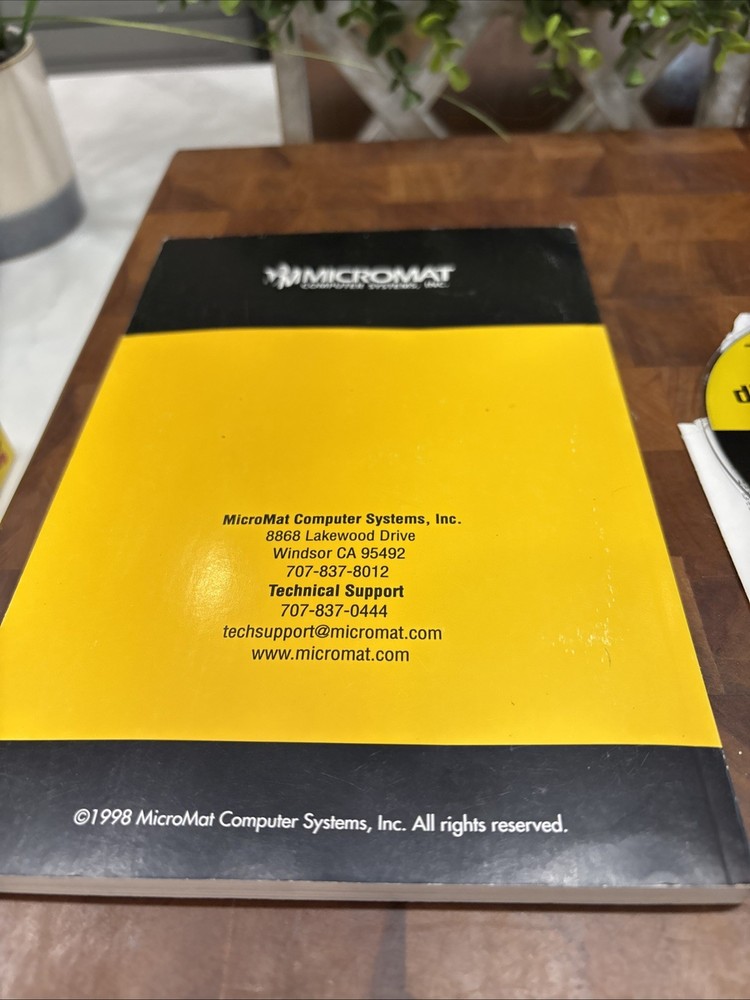 MICROMAT
COMPUTER SYSTEMS, INC.
MicroMat Computer Systems, Inc.
8868 Lakewood Drive
Windsor CA 95492
707-837-8012
Technical Support
707-837-0444
techsupport@micromat.com
www.micromat.com
©1998 MicroMat Computer Systems, Inc. All rights reserved.